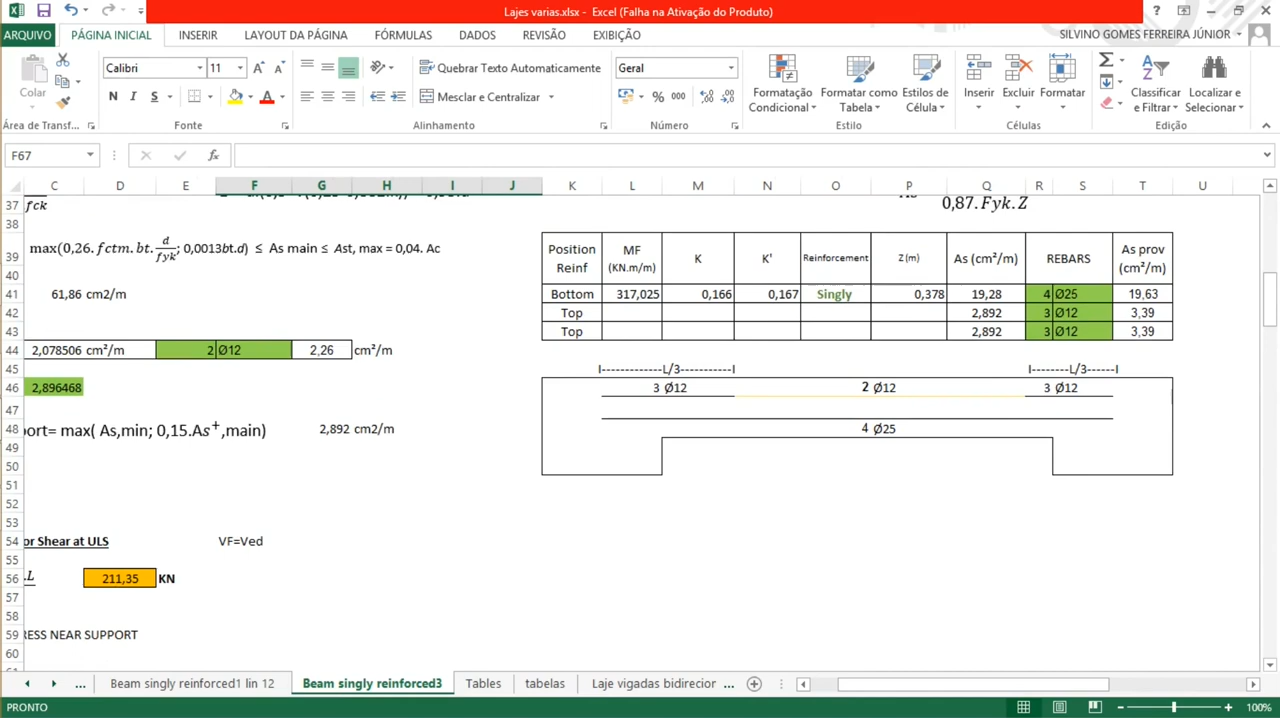 Lajes varias.xlsx - Excel (Falha na Ativação do Produto)
ARQUIVO PÁGINA INICIAL INSERIR LAYOUT DA PÁGINA FÓRMULAS DADOS REVISÃO EXIBIÇÃO SILVINO GOMES FERREIRA JÚNIOR
Colar
Calibri 11
N I S A
Quebrar Texto Automaticamente
Mesclar e Centralizar
Geral
% 000
Formatação Condicional
Formatar como Tabela
Estilos de Célula
Inserir Excluir Formatar
Classificar e Filtrar
Localizar e Selecionar
Área de Transf... Fonte Alinhamento Número Estilo Células Edição
F67 fx
C D E F G H I J K L M N O P Q R S T U
37 fck 0,87.Fyk.Z
38
39 max(0,26.fctm.bt.d/fyk; 0,0013bt.d) ≤ As main ≤ Ast, max = 0,04. Ac
Position Reinf MF (KN.m/m) K K' Reinforcement Z (m) As (cm²/m) REBARS As prov (cm²/m)
40
41 61,86 cm2/m Bottom 317,025 0,166 0,167 Singly 0,378 19,28 4 Ø25 19,63
42 Top 2,892 3 Ø12 3,39
43 Top 2,892 3 Ø12 3,39
44 2,078506 cm²/m 2 Ø12 2,26 cm²/m
45 I-------------L/3-----------I I--------L/3------I
46 2,896468 3 Ø12 2 Ø12 3 Ø12
47
48 ort= max( As,min; 0,15.As⁺,main) 2,892 cm2/m 4 Ø25
49
50
51
52
53
54 or Shear at ULS VF=Ved
55
56 .L 211,35 KN
57
58
59 RESS NEAR SUPPORT
60
... Beam singly reinforced1 lin 12 Beam singly reinforced3 Tables tabelas Laje vigadas bidirecior ...
PRONTO 100%